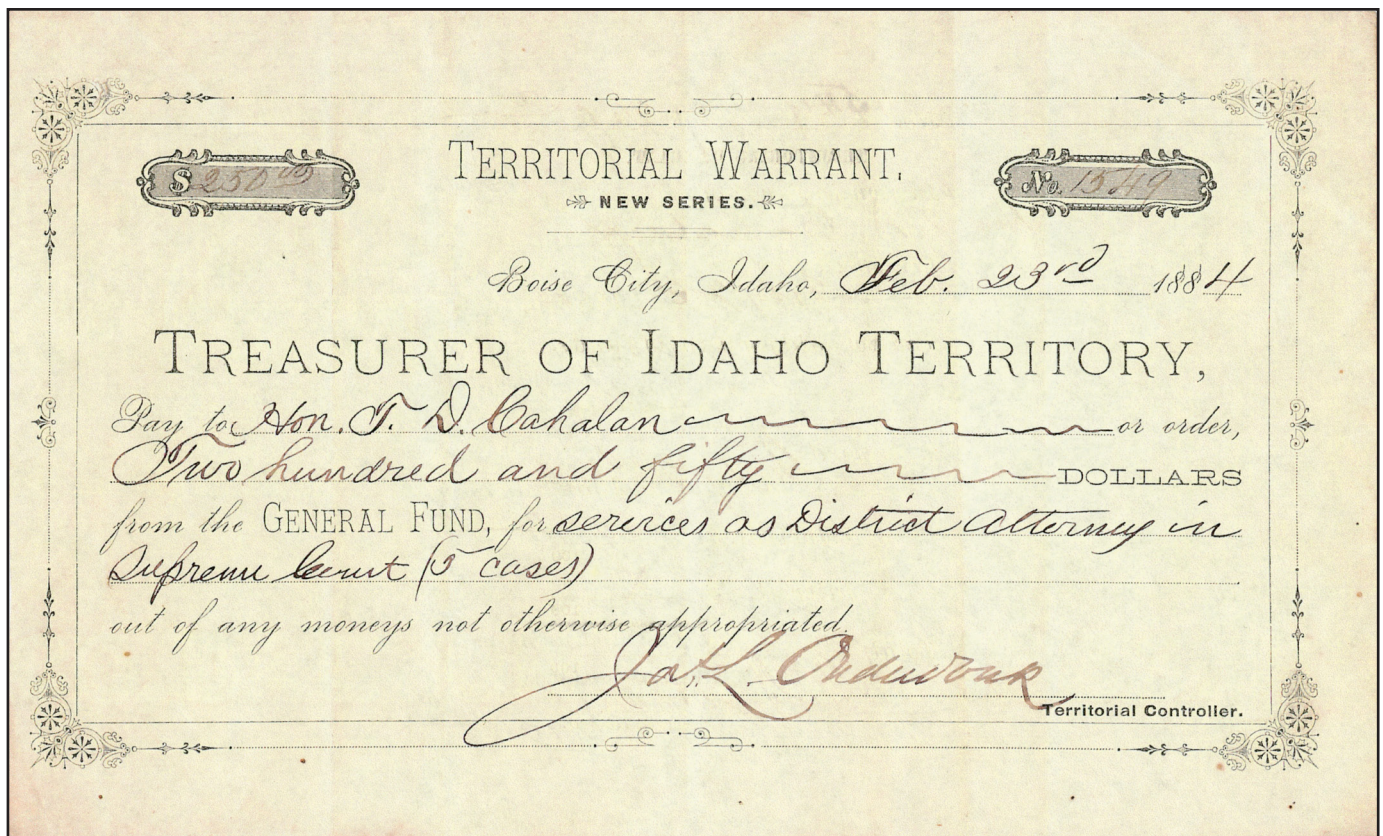 $ 250 00
TERRITORIAL WARRANT.
No. 1549
NEW SERIES.
Boise City, Idaho, Feb. 23rd 1884
TREASURER OF IDAHO TERRITORY,
Pay to Hon. T. D. Cahalan or order,
Two hundred and fifty DOLLARS
from the GENERAL FUND, for services as District Attorney in
Supreme Court (5 cases)
out of any moneys not otherwise appropriated.
Jas. L. Onderdonk
Territorial Controller.